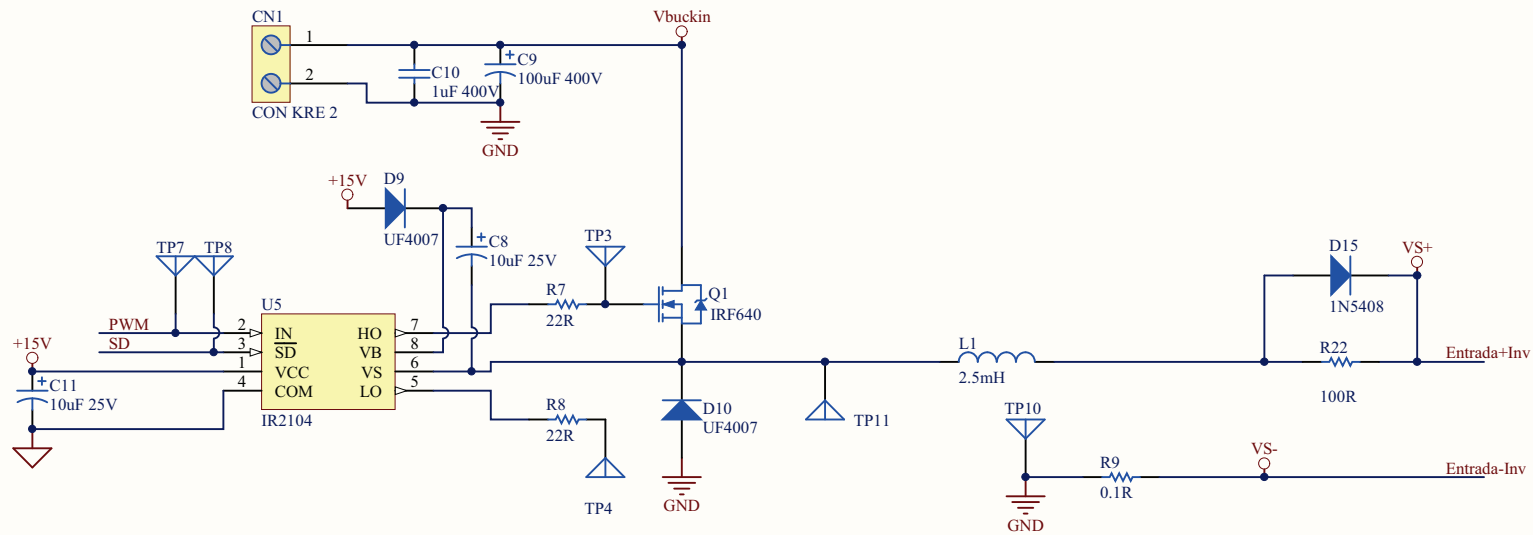 CN1
1
2
CON KRE 2
C10
1uF 400V
C9
100uF 400V
GND
Vbuckin
+15V
D9
UF4007
C8
10uF 25V
TP7
TP8
TP3
U5
R7
22R
Q1
IRF640
PWM
SD
2
3
1
4
IN
SD
VCC
COM
HO
VB
VS
LO
7
8
6
5
IR2104
+15V
C11
10uF 25V
R8
22R
TP4
D10
UF4007
GND
TP11
L1
2.5mH
D15
1N5408
VS+
R22
100R
Entrada+Inv
TP10
R9
0.1R
GND
VS-
Entrada-Inv